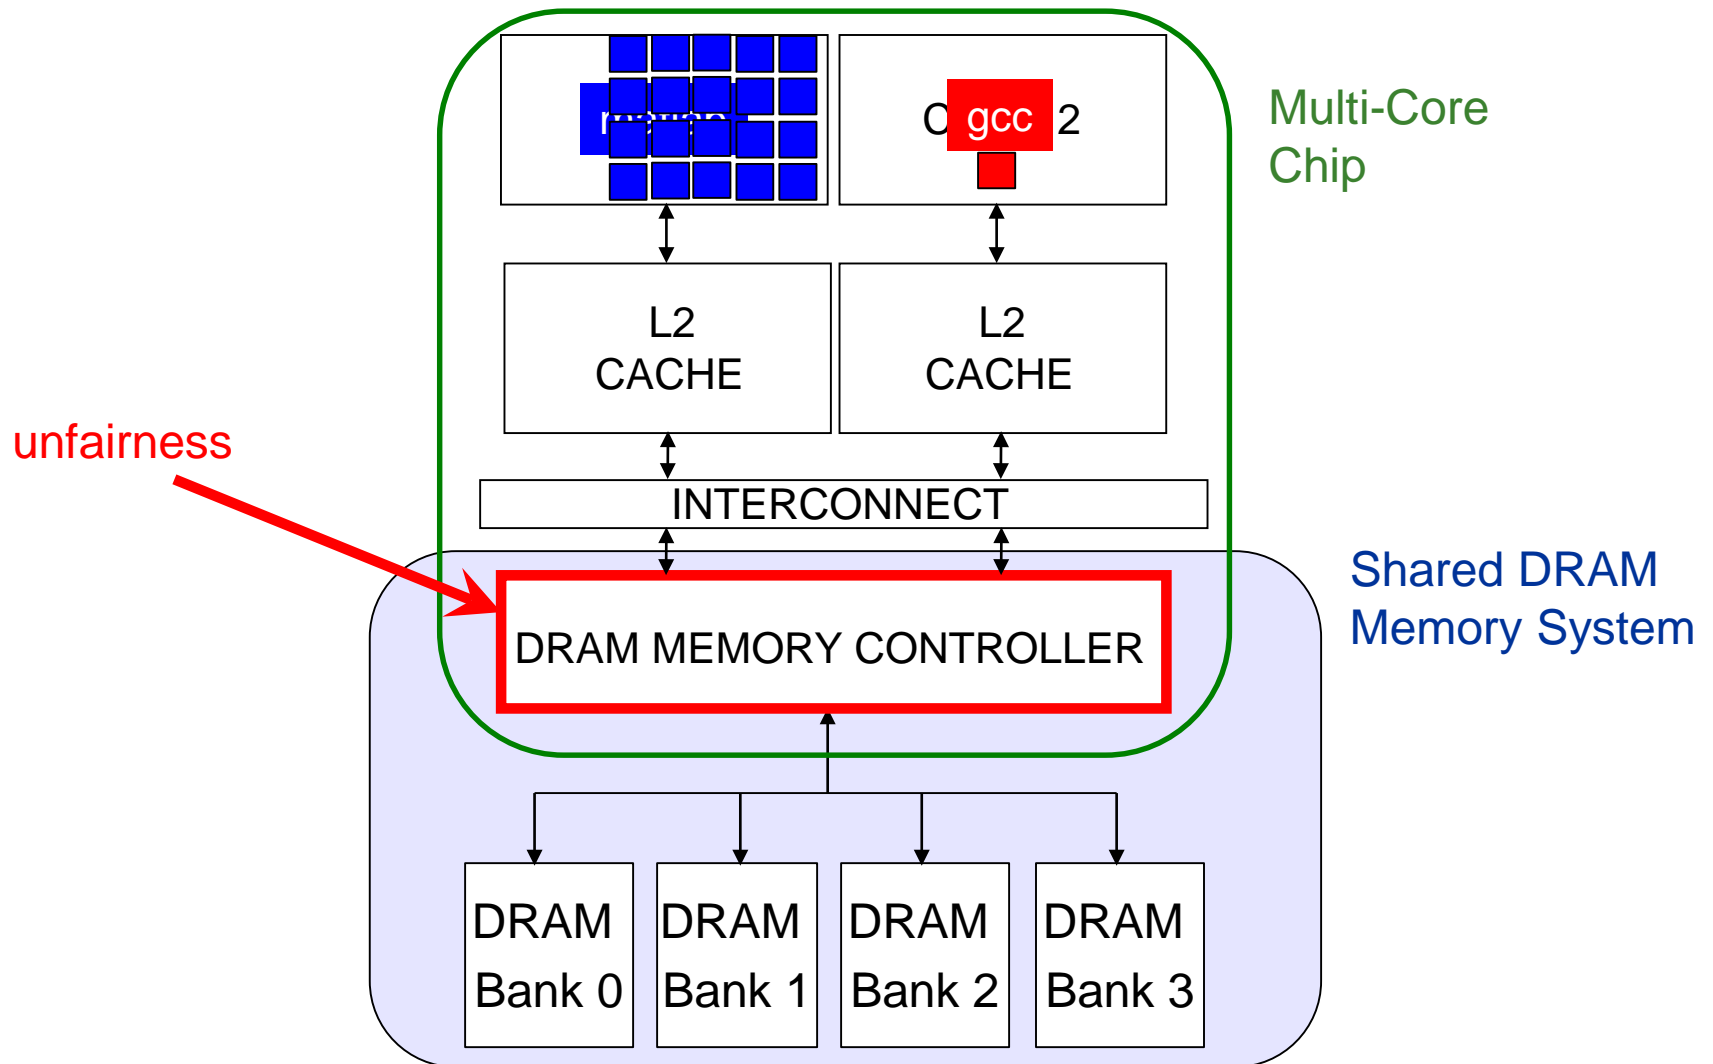 gcc
2
Multi-Core
Chip
L2
CACHE
L2
CACHE
unfairness
INTERCONNECT
Shared DRAM
Memory System
DRAM MEMORY CONTROLLER
DRAM
Bank 0
DRAM
Bank 1
DRAM
Bank 2
DRAM
Bank 3